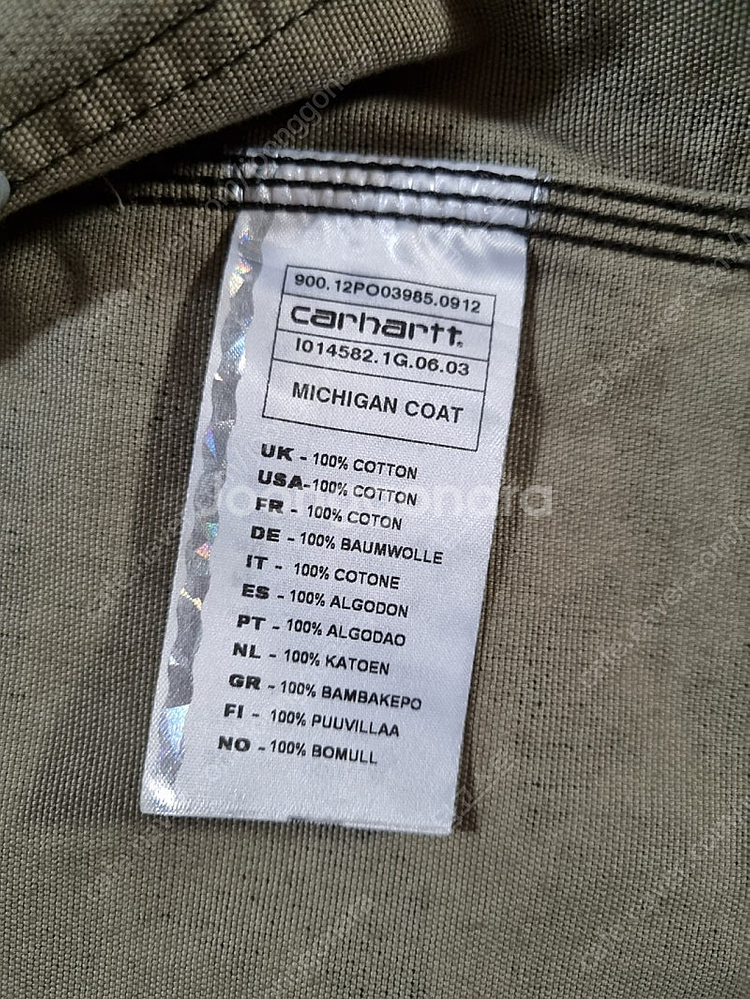 900.12PO03985.0912
carhartt.
I014582.1G.06.03
MICHIGAN COAT
UK - 100% COTTON
USA-100% COTTON
FR - 100% COTON
DE - 100% BAUMWOLLE
IT - 100% COTONE
ES - 100% ALGODON
PT - 100% ALGODAO
NL - 100% KATOEN
GR - 100% BAMBAKEPO
FI - 100% PUUVILLAA
NO - 100% BOMULL